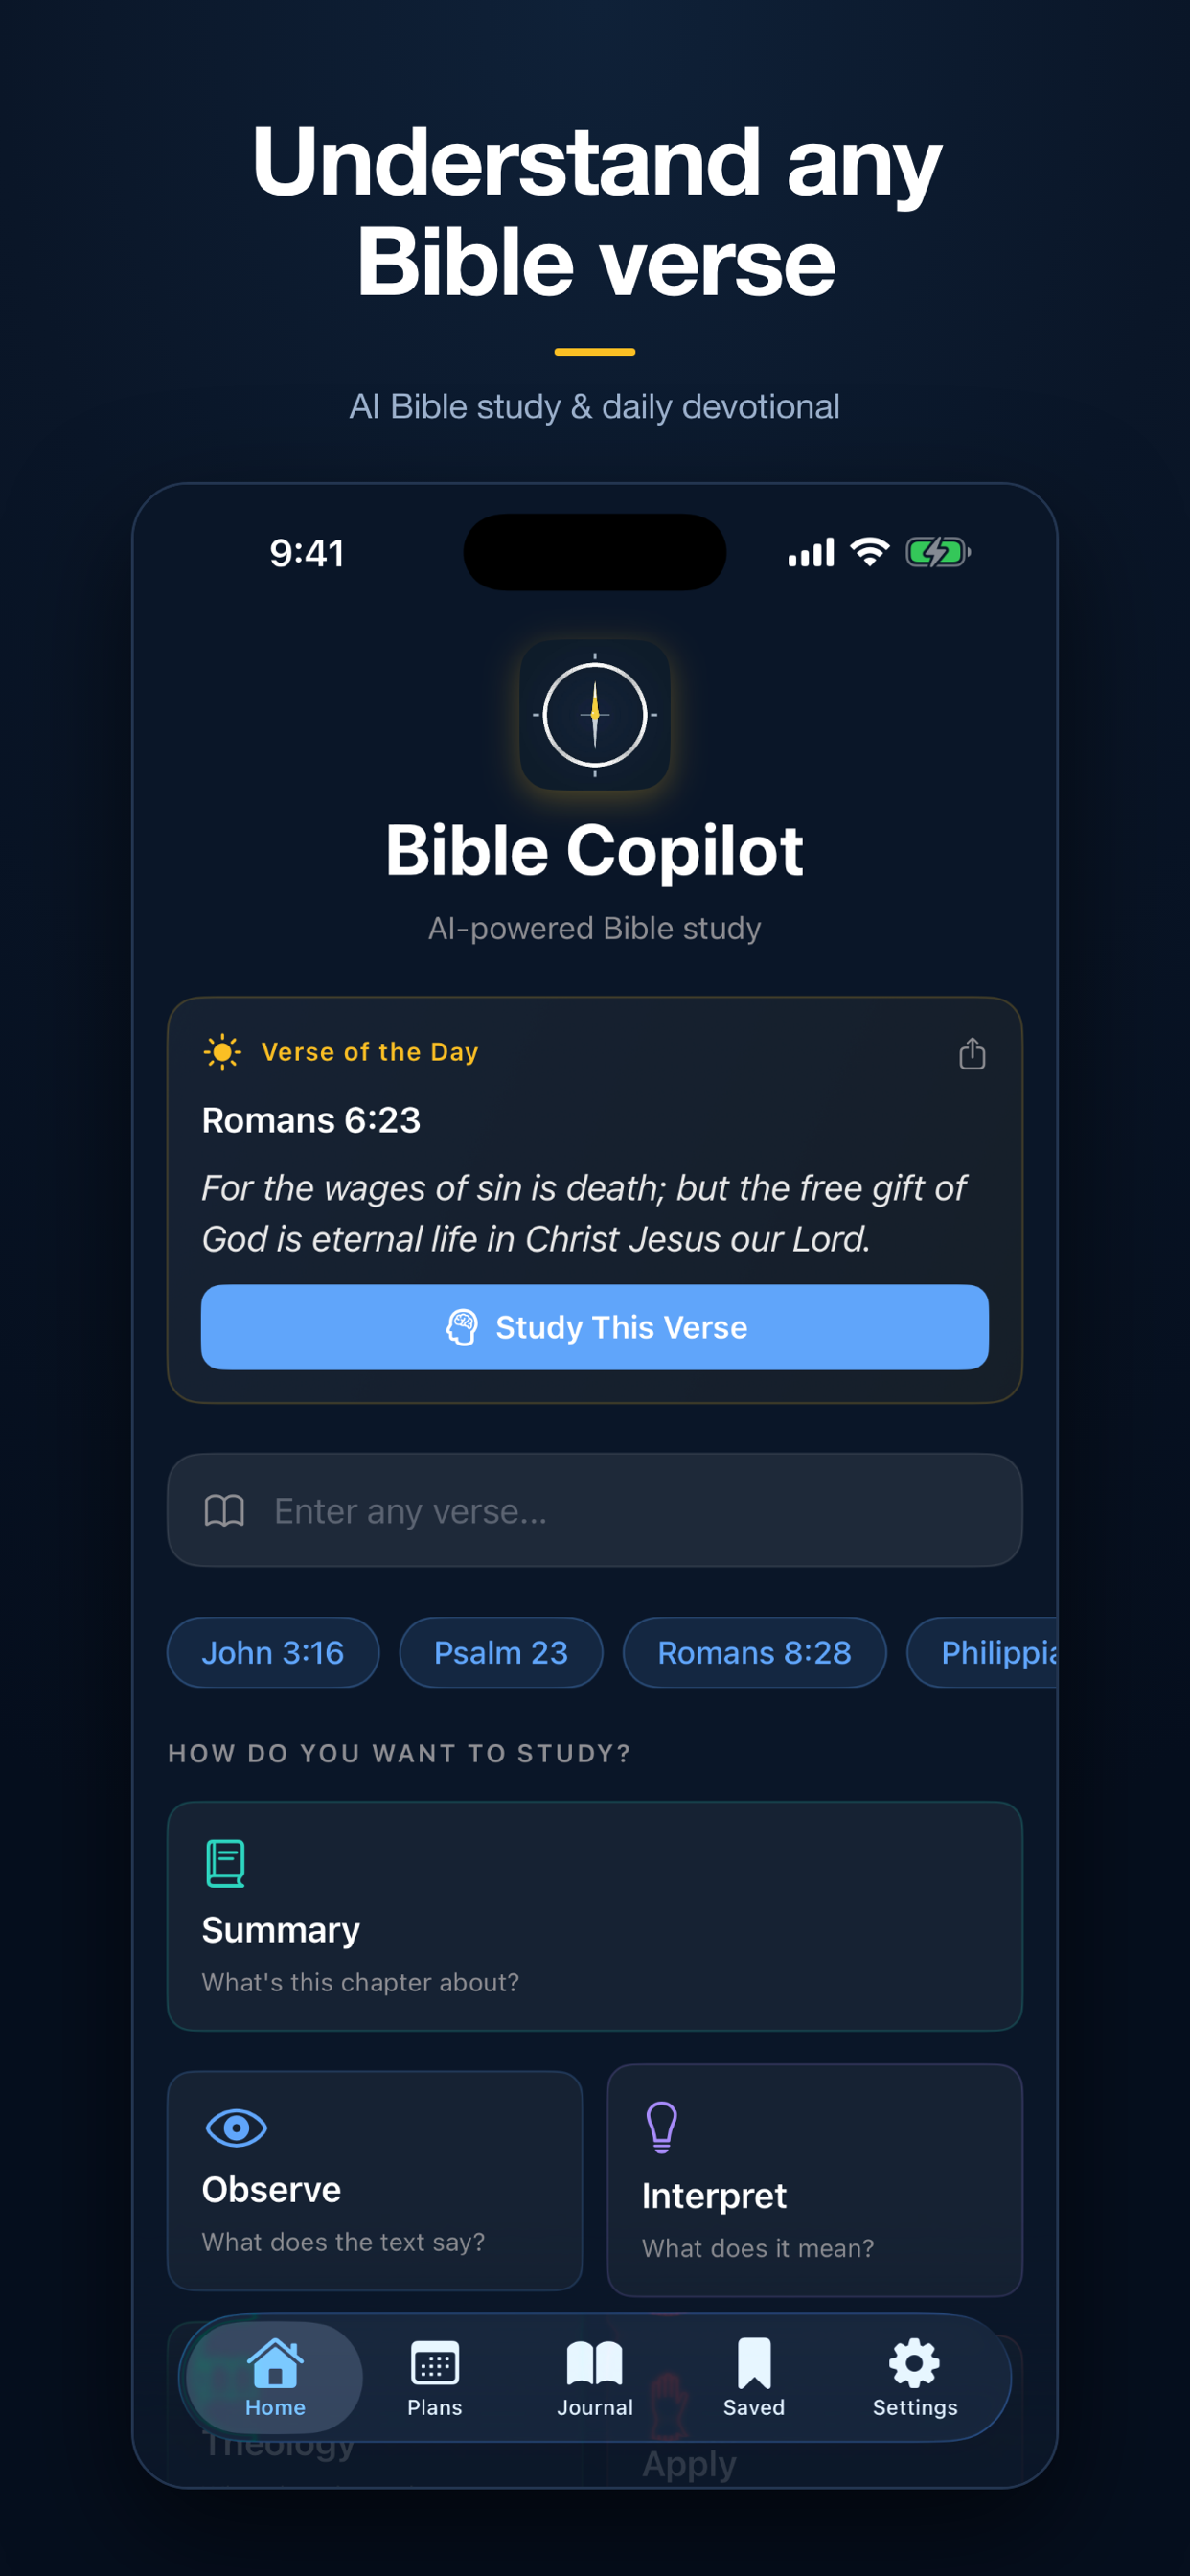 Understand any
Bible verse
AI Bible study & daily devotional
9:41
Bible Copilot
AI-powered Bible study
Verse of the Day
Romans 6:23
For the wages of sin is death; but the free gift of
God is eternal life in Christ Jesus our Lord.
Study This Verse
Enter any verse...
John 3:16
Psalm 23
Romans 8:28
Philippia
HOW DO YOU WANT TO STUDY?
Summary
What's this chapter about?
Observe
What does the text say?
Interpret
What does it mean?
Home
Plans
Journal
Saved
Settings
Theology
Apply